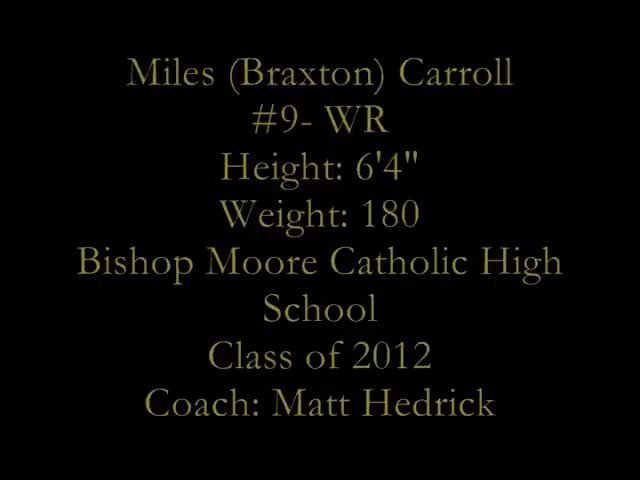 Miles (Braxton) Carroll
#9- WR
Height: 6'4"
Weight: 180
Bishop Moore Catholic High
School
Class of 2012
Coach: Matt Hedrick